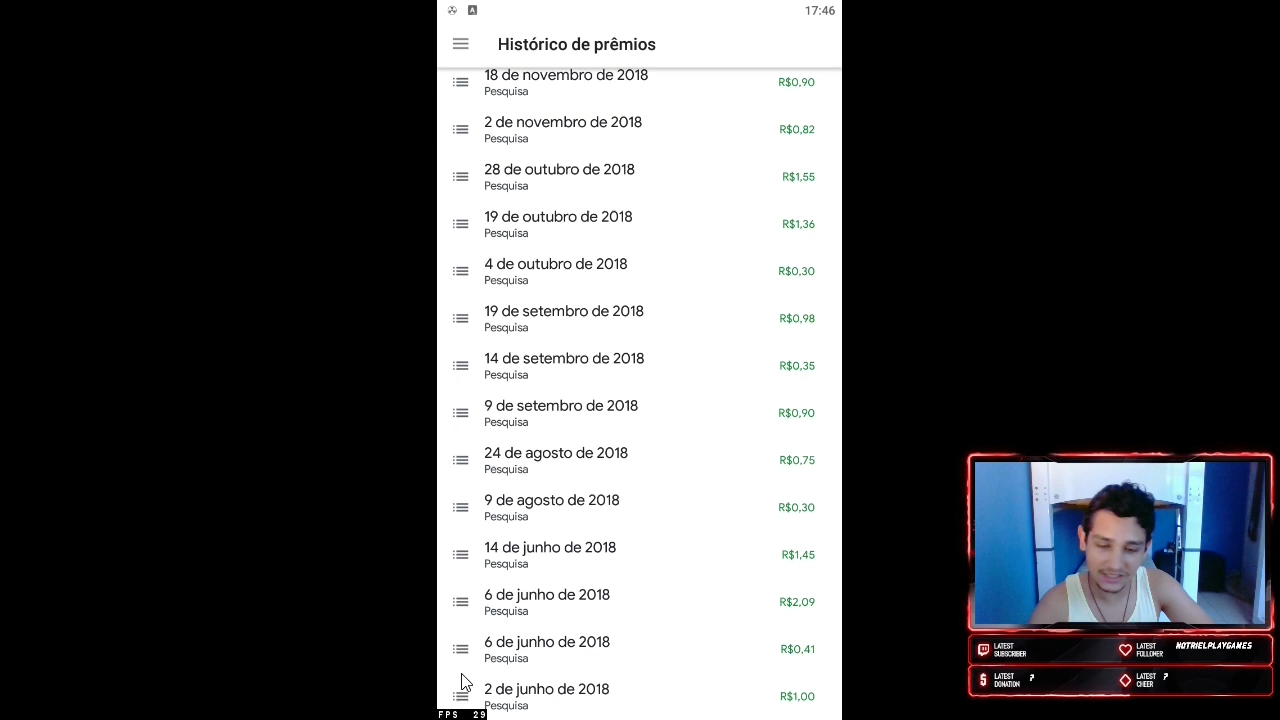 17:46
Histórico de prêmios
18 de novembro de 2018
R$0,90
Pesquisa
2 de novembro de 2018
R$0,82
Pesquisa
28 de outubro de 2018
R$1,55
Pesquisa
19 de outubro de 2018
R$1,36
Pesquisa
4 de outubro de 2018
R$0,30
Pesquisa
19 de setembro de 2018
R$0,98
Pesquisa
14 de setembro de 2018
R$0,35
Pesquisa
9 de setembro de 2018
R$0,90
Pesquisa
24 de agosto de 2018
R$0,75
Pesquisa
9 de agosto de 2018
R$0,30
Pesquisa
14 de junho de 2018
R$1,45
Pesquisa
6 de junho de 2018
R$2,09
Pesquisa
6 de junho de 2018
R$0,41
Pesquisa
2 de junho de 2018
R$1,00
Pesquisa
FPS 29
LATEST SUBSCRIBER
LATEST FOLLOWER
NOTRIELPLAYGAMES
LATEST DONATION ?
LATEST CHEER ?